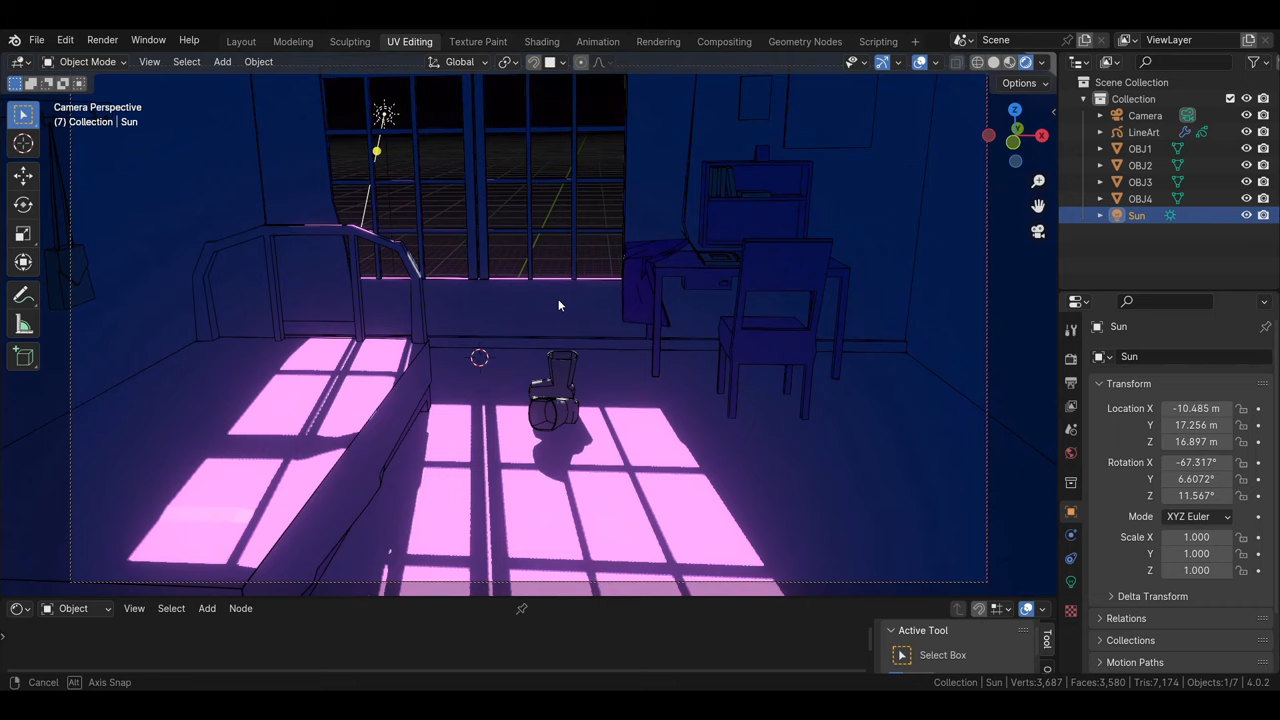 File Edit Render Window Help Layout Modeling Sculpting UV Editing Texture Paint Shading Animation Rendering Compositing Geometry Nodes Scripting + Scene ViewLayer
Object Mode View Select Add Object Global
Options
Camera Perspective
(7) Collection | Sun
Z
Y
X
Scene Collection
Collection
Camera
LineArt
OBJ1
OBJ2
OBJ3
OBJ4
Sun
Sun
Sun
Transform
Location X -10.485 m
Y 17.256 m
Z 16.897 m
Rotation X -67.317°
Y 6.6072°
Z 11.567°
Mode XYZ Euler
Scale X 1.000
Y 1.000
Z 1.000
Delta Transform
Relations
Collections
Motion Paths
Object View Select Add Node
Active Tool
Select Box
Tool
Cancel Alt Axis Snap
Collection | Sun | Verts:3,687 | Faces:3,580 | Tris:7,174 | Objects:1/7 | 4.0.2